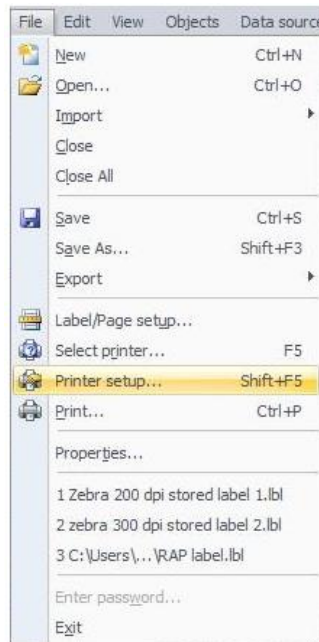 File Edit View Objects Data source
New Ctrl+N
Open... Ctrl+O
Import
Close
Close All
Save Ctrl+S
Save As... Shift+F3
Export
Label/Page setup...
Select printer... F5
Printer setup... Shift+F5
Print... Ctrl+P
Properties...
1 Zebra 200 dpi stored label 1.lbl
2 zebra 300 dpi stored label 2.lbl
3 C:\Users\...\RAP label.lbl
Enter password...
Exit